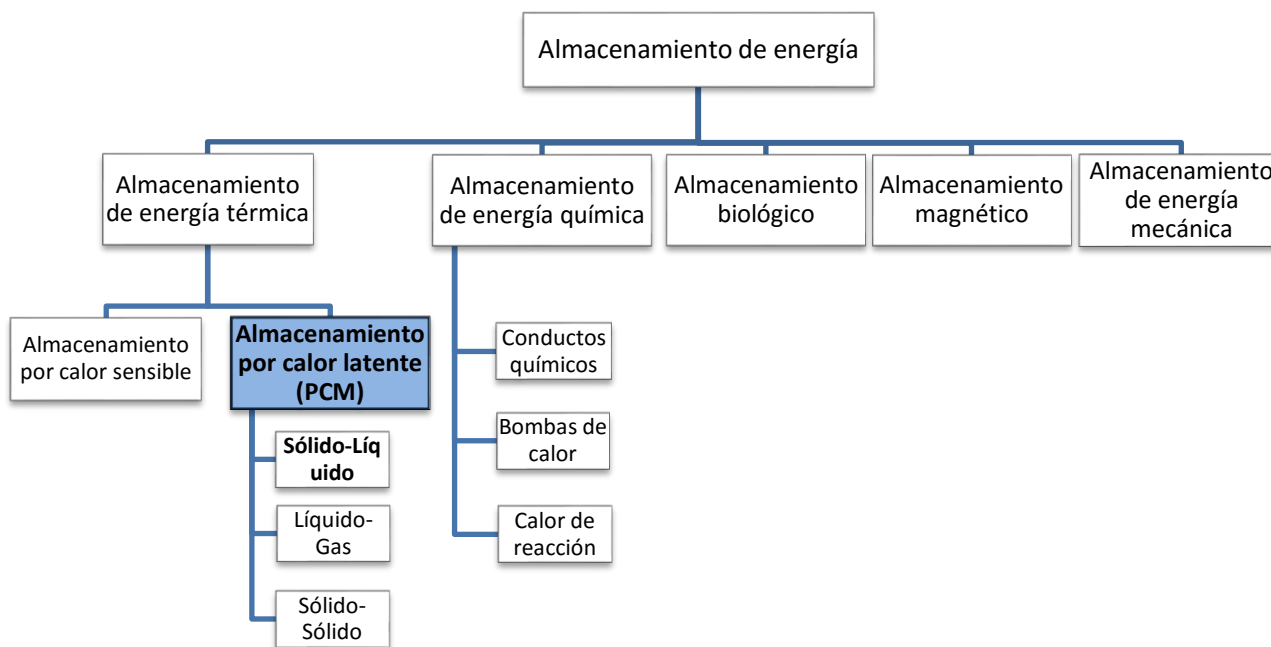 Almacenamiento de energía
Almacenamiento
de energía térmica
Almacenamiento
de energía química
Almacenamiento
biológico
Almacenamiento
magnético
Almacenamiento
de energía
mecánica
Almacenamiento
por calor sensible
Almacenamiento
por calor latente
(PCM)
Sólido-Líq
uido
Líquido-
Gas
Sólido-
Sólido
Conductos
químicos
Bombas de
calor
Calor de
reacción